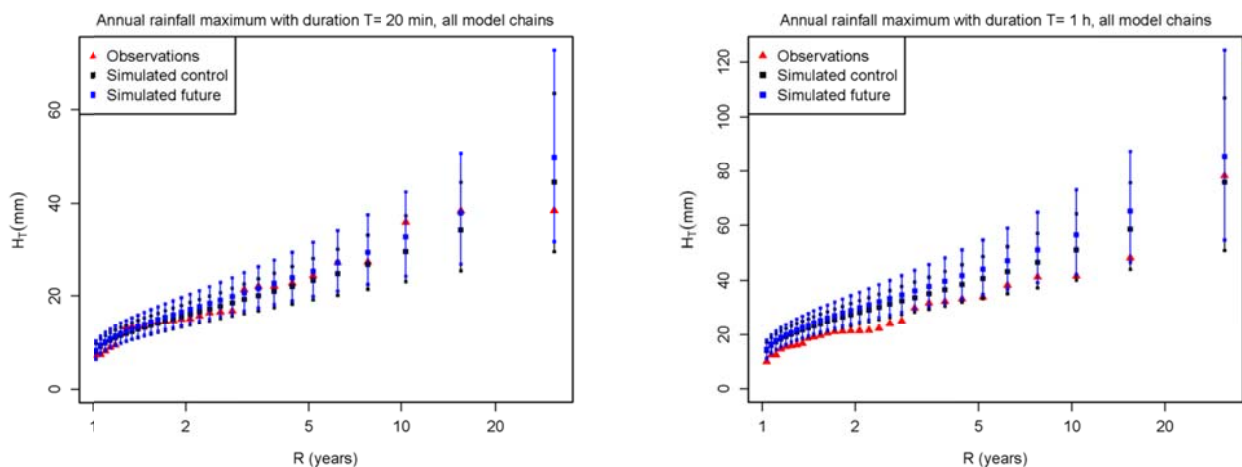 Annual rainfall maximum with duration T= 20 min, all model chains
Observations
Simulated control
Simulated future
60
40
20
0
H_T(mm)
1
2
5
10
20
R (years)
Annual rainfall maximum with duration T= 1 h, all model chains
Observations
Simulated control
Simulated future
120
100
80
60
40
20
0
H_T(mm)
1
2
5
10
20
R (years)